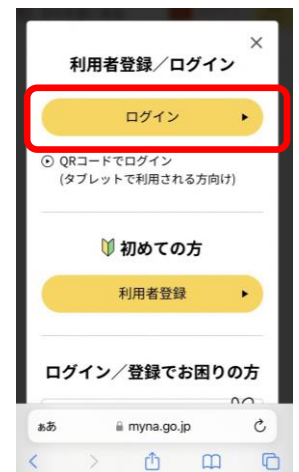 利用者登録／ログイン
ログイン
QRコードでログイン
(タブレットで利用される方向け)
初めての方
利用者登録
ログイン／登録でお困りの方
ぁあ
myna.go.jp